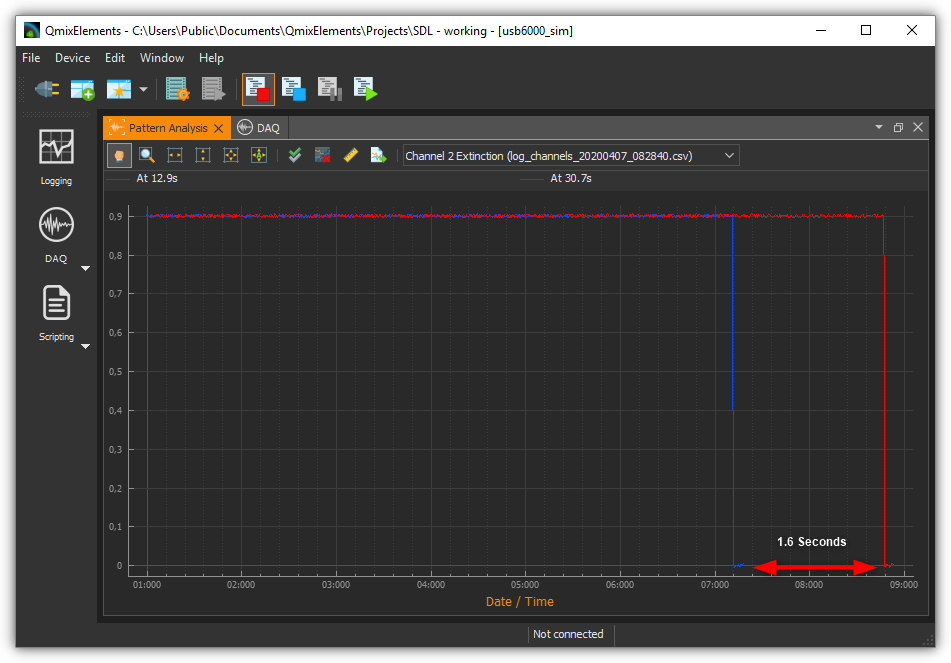 QmixElements - C:\Users\Public\Documents\QmixElements\Projects\SDL - working - [usb6000_sim]
File Device Edit Window Help
Pattern Analysis DAQ
Logging
DAQ
Scripting
Channel 2 Extinction (log_channels_20200407_082840.csv)
At 12.9s At 30.7s
0,9
0,8
0,7
0,6
0,5
0,4
0,3
0,2
0,1
0
1.6 Seconds
01:000 02:000 03:000 04:000 05:000 06:000 07:000 08:000 09:000
Date / Time
Not connected